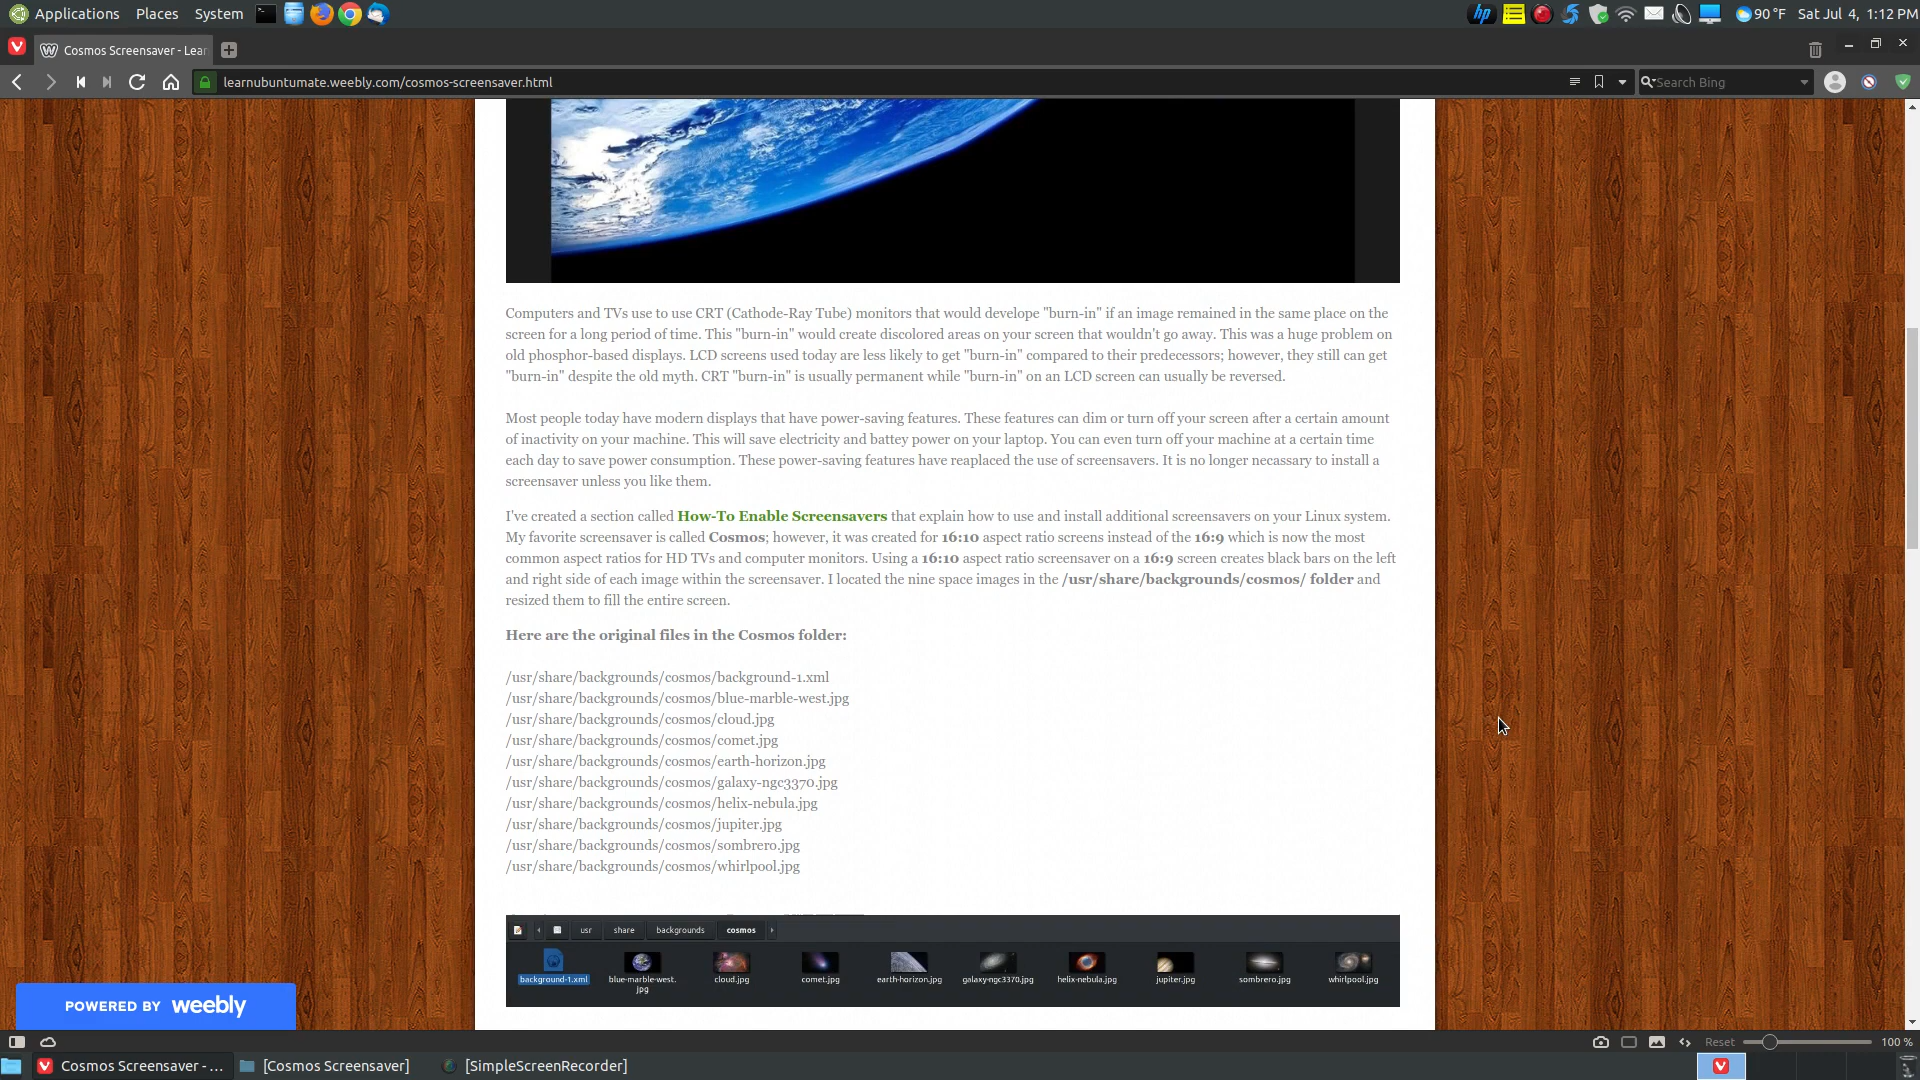 Applications Places System
hp
90 °F Sat Jul 4, 1:12 PM
Cosmos Screensaver - Lear
learnubuntumate.weebly.com/cosmos-screensaver.html
Search Bing
Computers and TVs use to use CRT (Cathode-Ray Tube) monitors that would develope "burn-in" if an image remained in the same place on the
screen for a long period of time. This "burn-in" would create discolored areas on your screen that wouldn't go away. This was a huge problem on
old phosphor-based displays. LCD screens used today are less likely to get "burn-in" compared to their predecessors; however, they still can get
"burn-in" despite the old myth. CRT "burn-in" is usually permanent while "burn-in" on an LCD screen can usually be reversed.
Most people today have modern displays that have power-saving features. These features can dim or turn off your screen after a certain amount
of inactivity on your machine. This will save electricity and battey power on your laptop. You can even turn off your machine at a certain time
each day to save power consumption. These power-saving features have reaplaced the use of screensavers. It is no longer necassary to install a
screensaver unless you like them.
I've created a section called How-To Enable Screensavers that explain how to use and install additional screensavers on your Linux system.
My favorite screensaver is called Cosmos; however, it was created for 16:10 aspect ratio screens instead of the 16:9 which is now the most
common aspect ratios for HD TVs and computer monitors. Using a 16:10 aspect ratio screensaver on a 16:9 screen creates black bars on the left
and right side of each image within the screensaver. I located the nine space images in the /usr/share/backgrounds/cosmos/ folder and
resized them to fill the entire screen.
Here are the original files in the Cosmos folder:
/usr/share/backgrounds/cosmos/background-1.xml
/usr/share/backgrounds/cosmos/blue-marble-west.jpg
/usr/share/backgrounds/cosmos/cloud.jpg
/usr/share/backgrounds/cosmos/comet.jpg
/usr/share/backgrounds/cosmos/earth-horizon.jpg
/usr/share/backgrounds/cosmos/galaxy-ngc3370.jpg
/usr/share/backgrounds/cosmos/helix-nebula.jpg
/usr/share/backgrounds/cosmos/jupiter.jpg
/usr/share/backgrounds/cosmos/sombrero.jpg
/usr/share/backgrounds/cosmos/whirlpool.jpg
usr share backgrounds cosmos
background-1.xml blue-marble-west. cloud.jpg comet.jpg earth-horizon.jpg galaxy-ngc3370.jpg helix-nebula.jpg jupiter.jpg sombrero.jpg whirlpool.jpg
jpg
POWERED BY weebly
Reset 100 %
Cosmos Screensaver - ... [Cosmos Screensaver] [SimpleScreenRecorder]